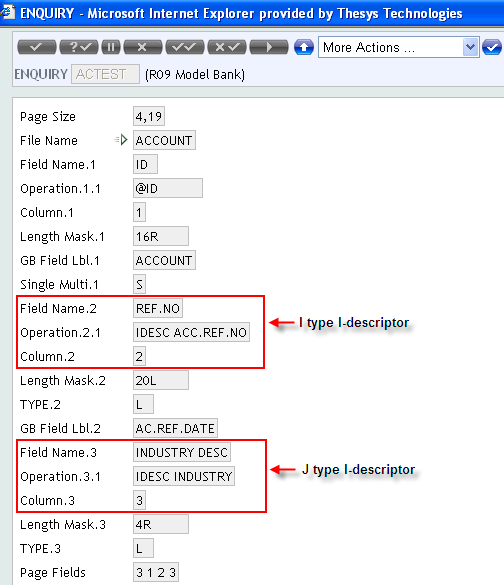 ENQUIRY - Microsoft Internet Explorer provided by Thesys Technologies
More Actions ...
ENQUIRY ACTEST (R09 Model Bank)
Page Size 4,19
File Name ACCOUNT
Field Name.1 ID
Operation.1.1 @ID
Column.1 1
Length Mask.1 16R
GB Field Lbl.1 ACCOUNT
Single Multi.1 S
Field Name.2 REF.NO
I type I-descriptor
Operation.2.1 IDESC ACC.REF.NO
Column.2 2
Length Mask.2 20L
TYPE.2 L
GB Field Lbl.2 AC.REF.DATE
Field Name.3 INDUSTRY DESC
J type I-descriptor
Operation.3.1 IDESC INDUSTRY
Column.3 3
Length Mask.3 4R
TYPE.3 L
Page Fields 3 1 2 3